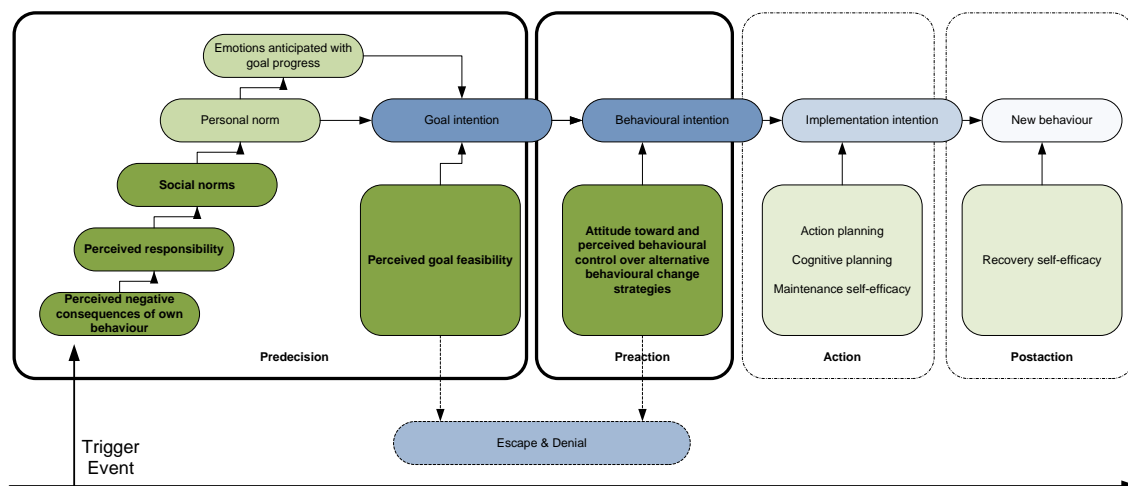 Emotions anticipated with
goal progress
Personal norm
Goal intention
Behavioural intention
Implementation intention
New behaviour
Social norms
Perceived responsibility
Perceived negative
consequences of own
behaviour
Perceived goal feasibility
Attitude toward and
perceived behavioural
control over alternative
behavioural change
strategies
Action planning
Cognitive planning
Maintenance self-efficacy
Recovery self-efficacy
Predecision
Preaction
Action
Postaction
Escape & Denial
Trigger
Event